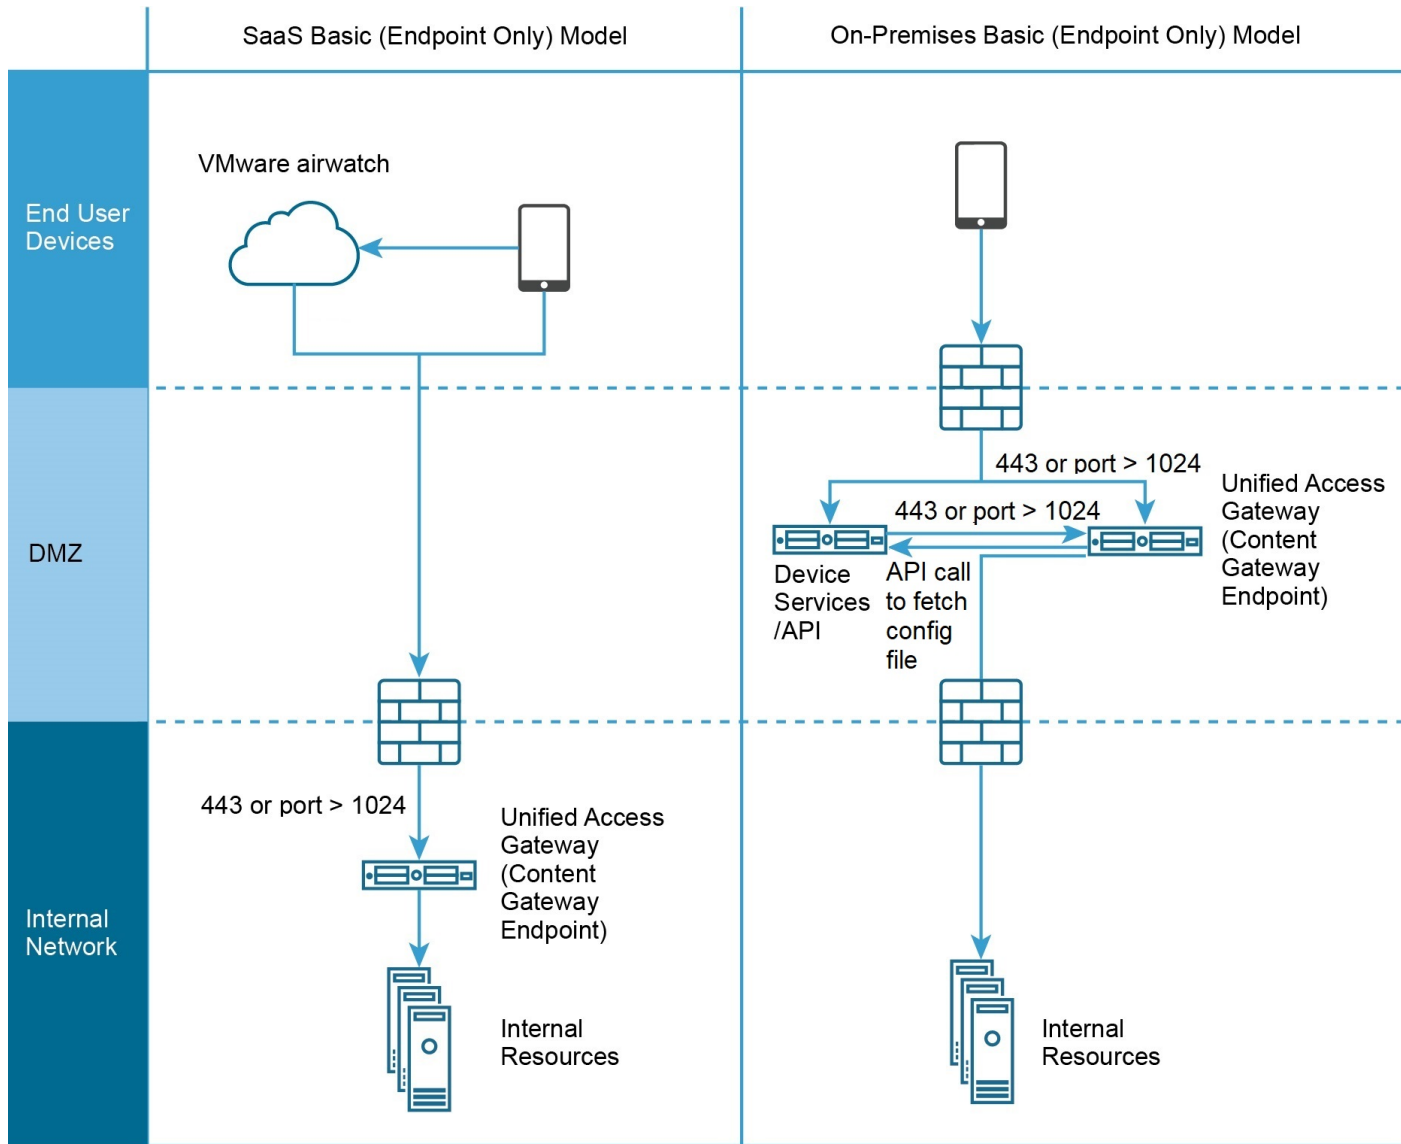 SaaS Basic (Endpoint Only) Model
On-Premises Basic (Endpoint Only) Model
End User
Devices
VMware airwatch
DMZ
443 or port > 1024
443 or port > 1024
Unified Access
Gateway
(Content
Gateway
Endpoint)
Device
Services
/API
API call
to fetch
config
file
Internal
Network
443 or port > 1024
Unified Access
Gateway
(Content
Gateway
Endpoint)
Internal
Resources
Internal
Resources